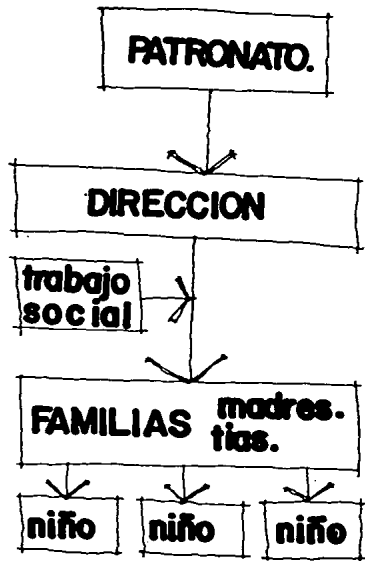 PATRONATO.
DIRECCION
trabajo
social
FAMILIAS madres.
tias.
niño niño niño